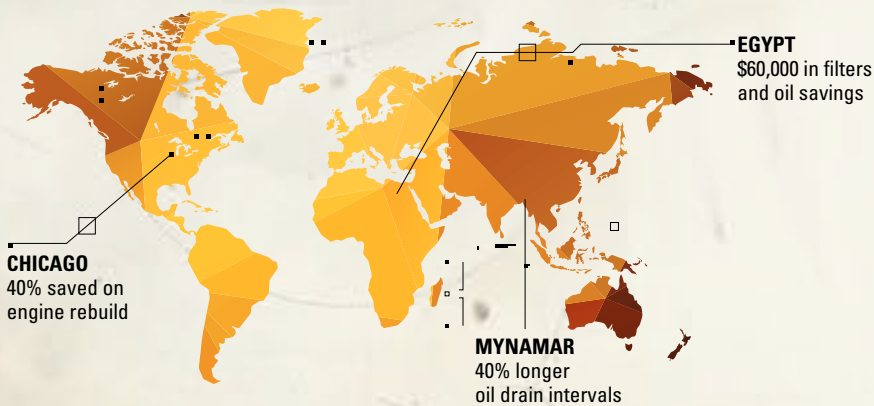 EGYPT
$60,000 in filters
and oil savings
CHICAGO
40% saved on
engine rebuild
MYNAMAR
40% longer
oil drain intervals